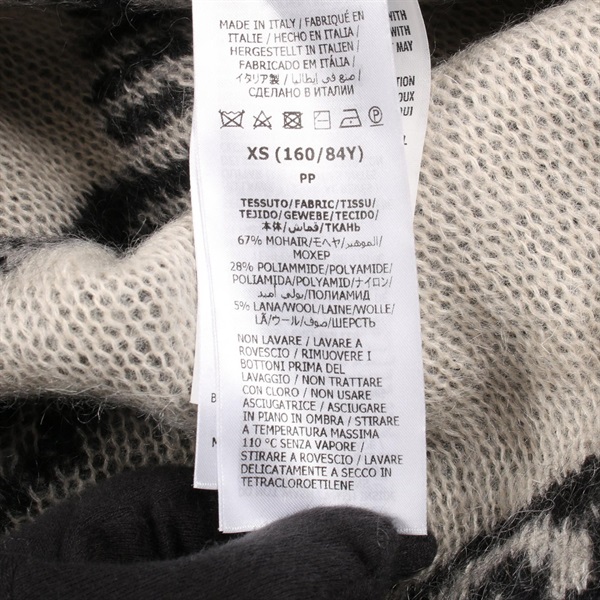 MADE IN ITALY / FABRIQUÉ EN
ITALIE / HECHO EN ITALIA /
HERGESTELLT IN ITALIEN /
FABRICADO EM ITÁLIA /
イタリア製 / صنع في إيطاليا /
СДЕЛАНО В ИТАЛИИ
P
XS (160/84Y)
PP
TESSUTO/FABRIC/TISSU/
TEJIDO/GEWEBE/TECIDO/
本体/قماش/ТКАНЬ
67% MOHAIR/モヘヤ/الموهير/
МОХЕР
28% POLIAMMIDE/POLYAMIDE/
POLIAMIDA/POLYAMID/ナイロン/
بولي أميد/ПОЛИАМИД
5% LANA/WOOL/LAINE/WOLLE/
LÃ/ウール/صوف/ШЕРСТЬ
NON LAVARE / LAVARE A
ROVESCIO / RIMUOVERE I
BOTTONI PRIMA DEL
LAVAGGIO / NON TRATTARE
CON CLORO / NON USARE
ASCIUGATRICE / ASCIUGARE
IN PIANO IN OMBRA / STIRARE
A TEMPERATURA MASSIMA
110 °C SENZA VAPORE /
STIRARE A ROVESCIO / LAVARE
DELICATAMENTE A SECCO IN
TETRACLOROETILENE
WITH
WITH
MAY